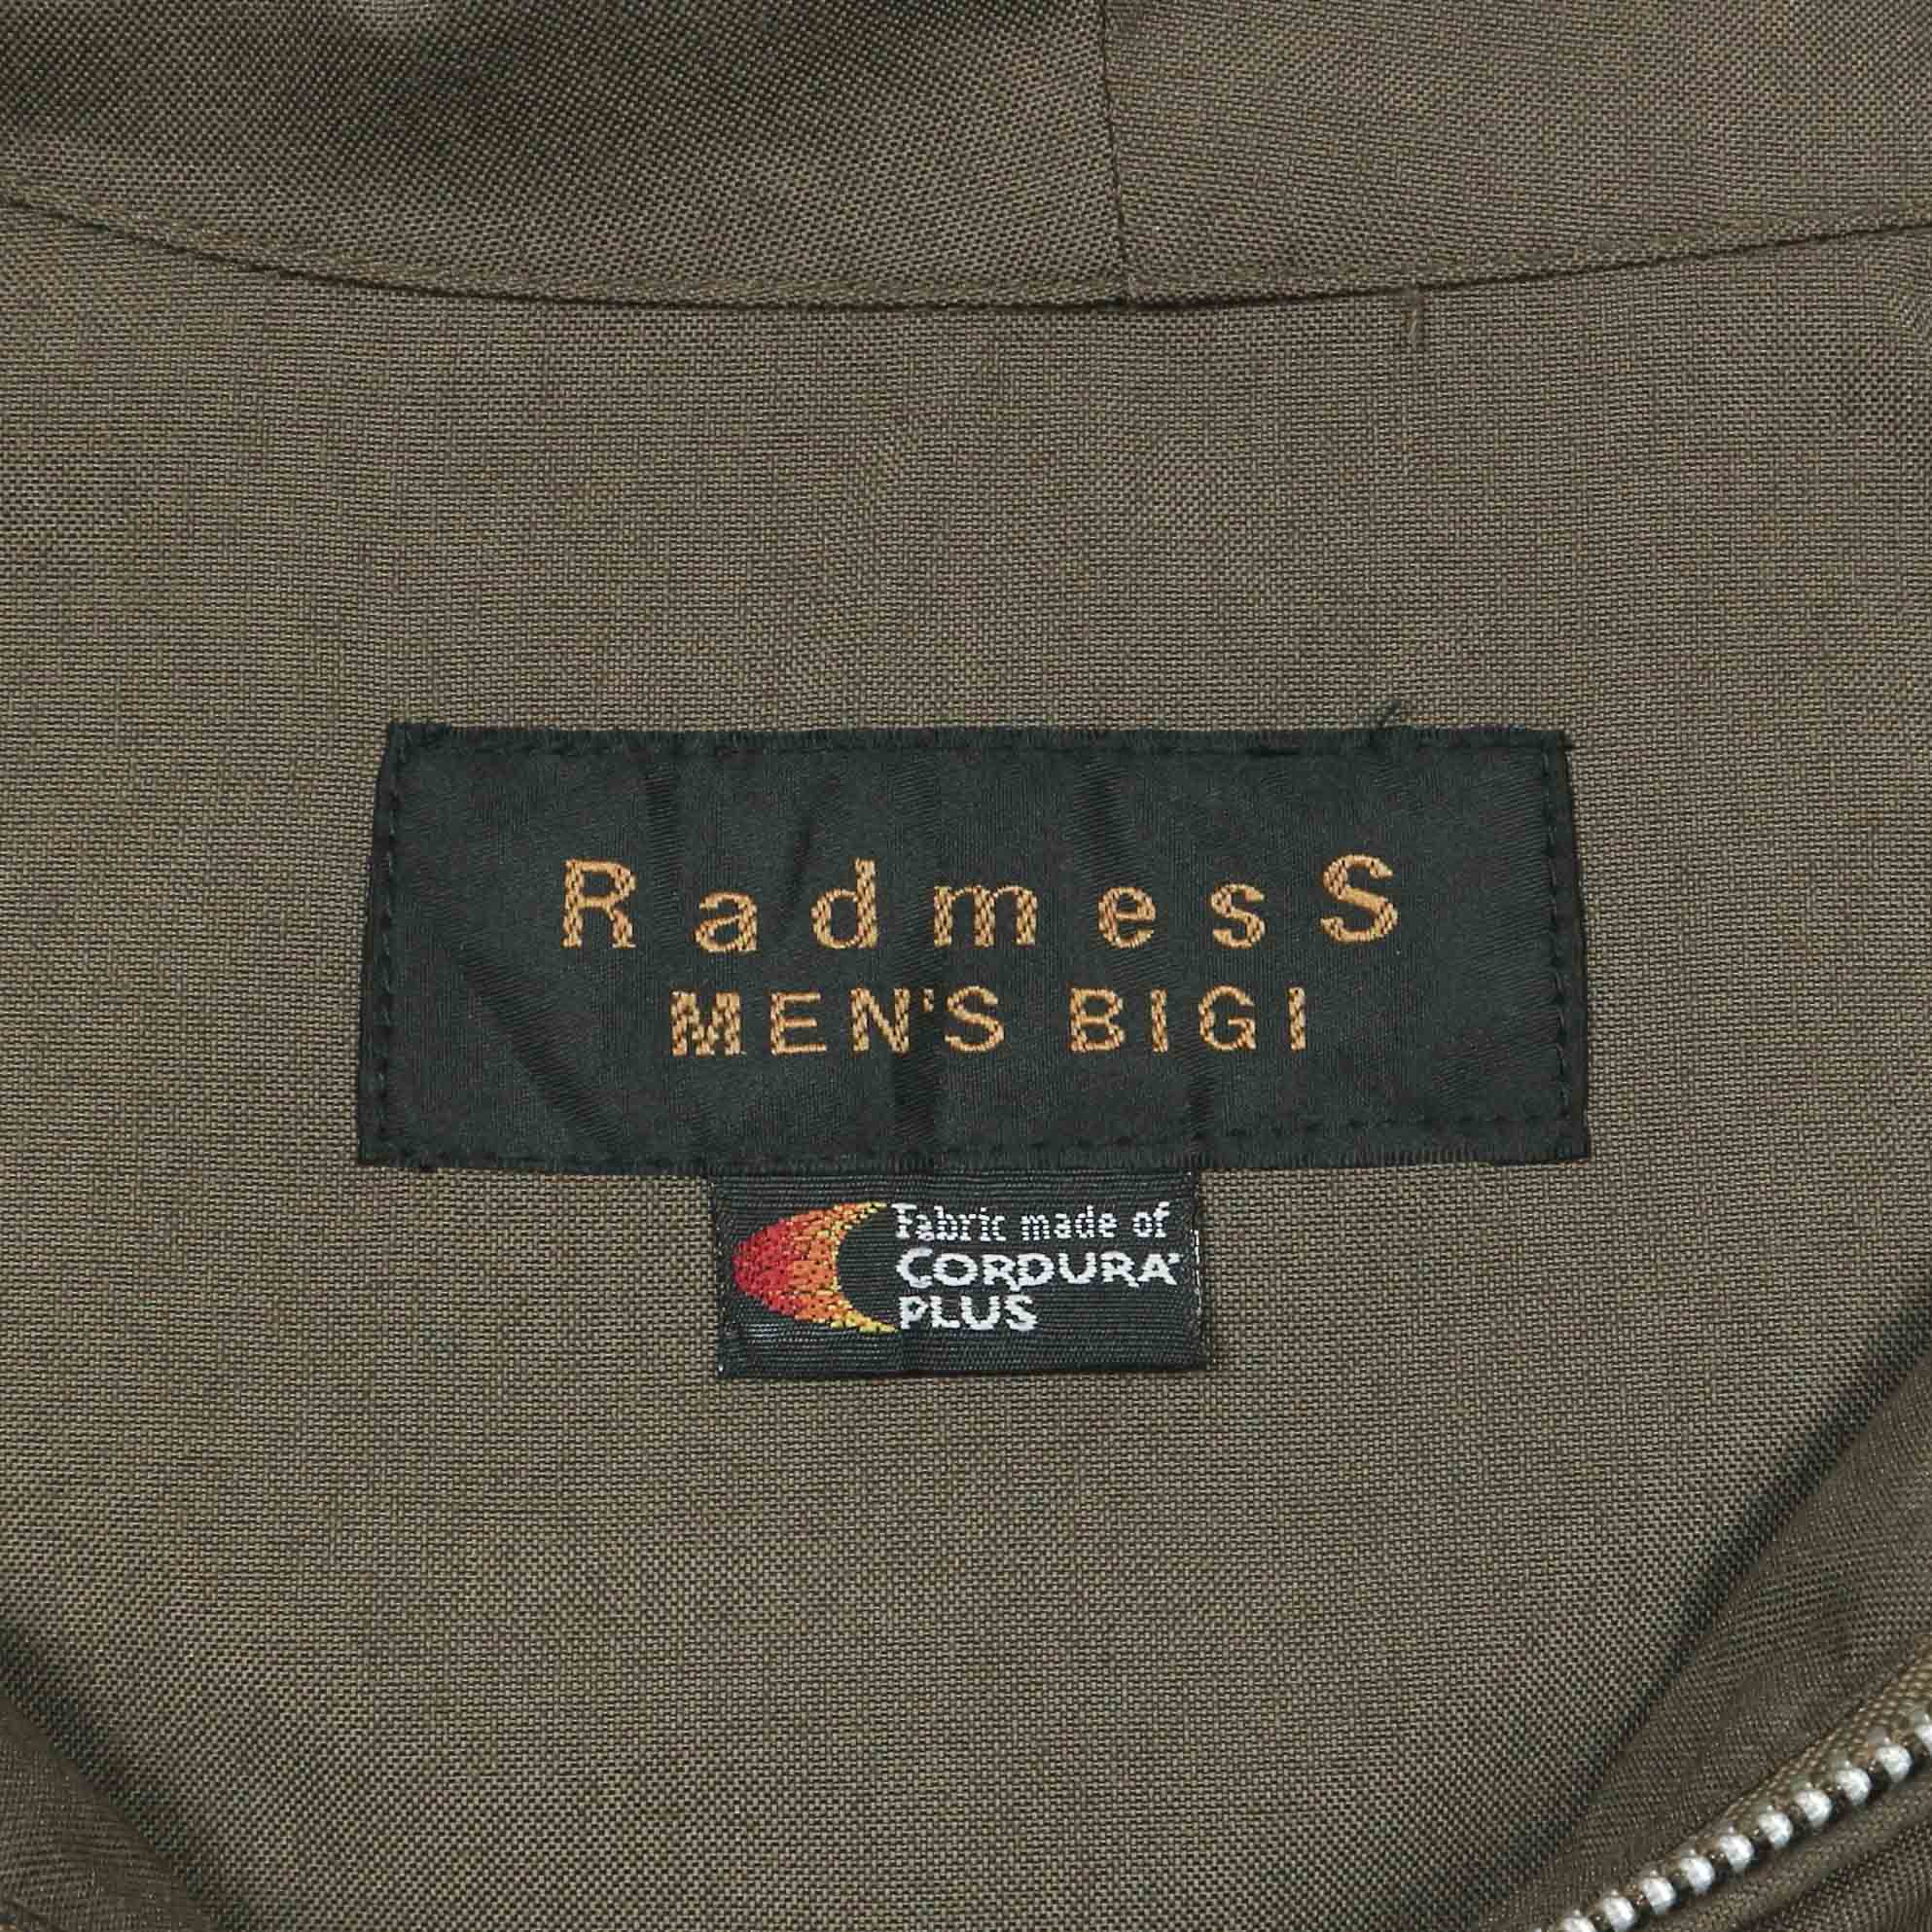 RadmesS
MEN'S BIGI
Fabric made of
CORDURA®
PLUS